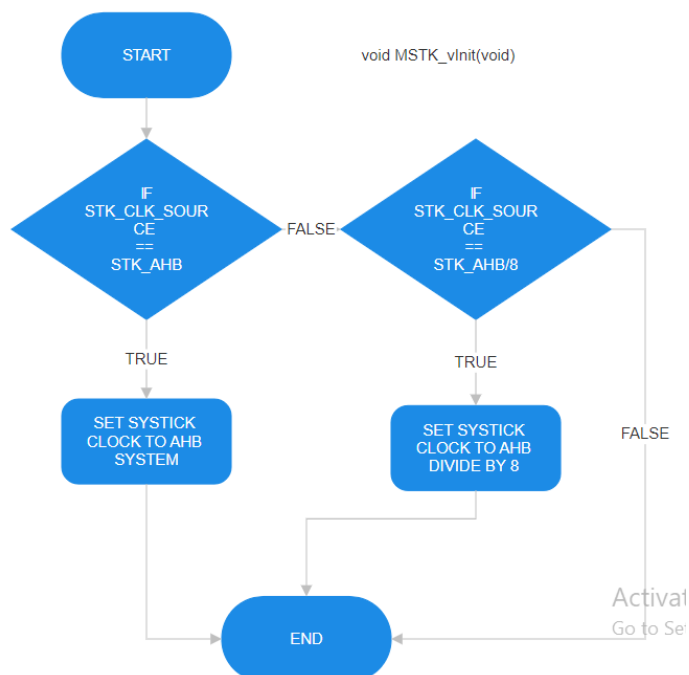 START
void MSTK_vInit(void)
IF
STK_CLK_SOUR
CE
==
STK_AHB
FALSE
IF
STK_CLK_SOUR
CE
==
STK_AHB/8
TRUE
TRUE
SET SYSTICK
CLOCK TO AHB
SYSTEM
SET SYSTICK
CLOCK TO AHB
DIVIDE BY 8
FALSE
Activat
Go to Set
END